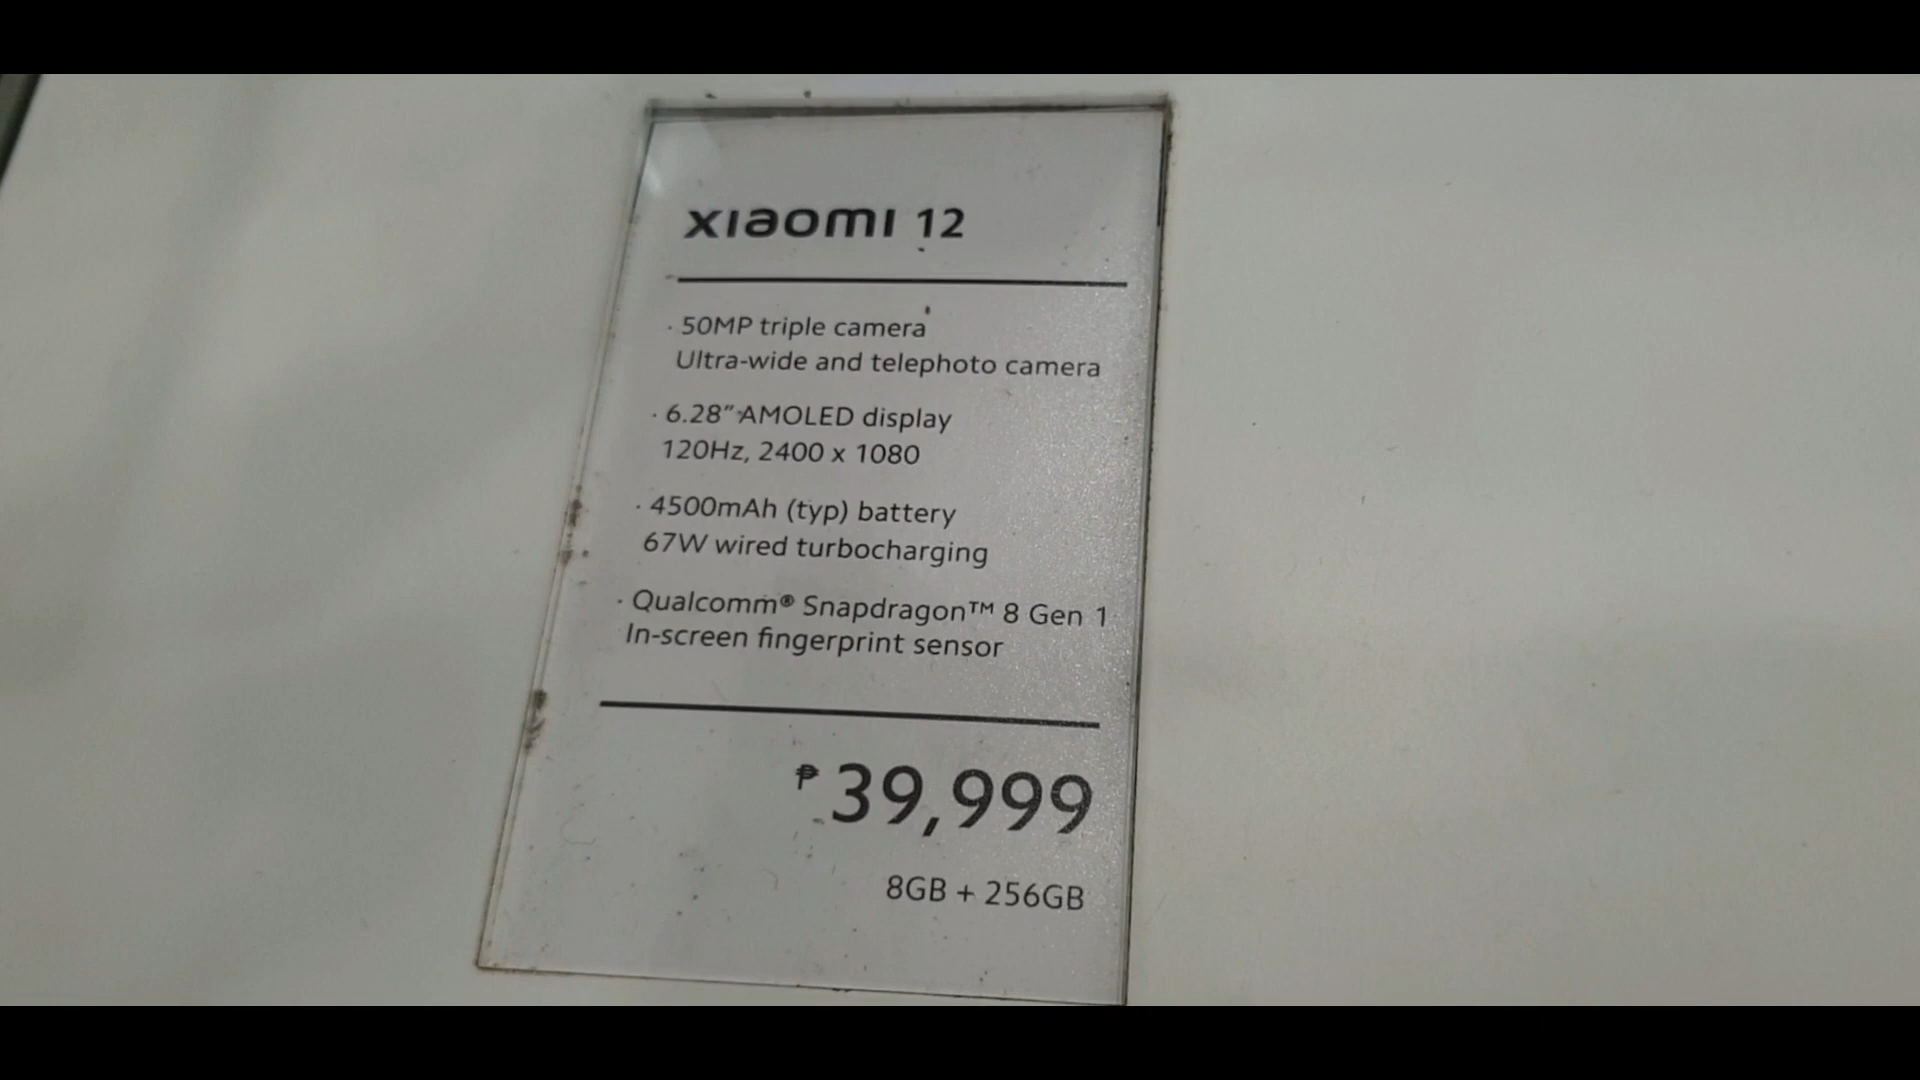 xiaomi 12
· 50MP triple camera
Ultra-wide and telephoto camera
· 6.28” AMOLED display
120Hz, 2400 x 1080
· 4500mAh (typ) battery
67W wired turbocharging
· Qualcomm® Snapdragon™ 8 Gen 1
In-screen fingerprint sensor
₱ 39,999
8GB + 256GB